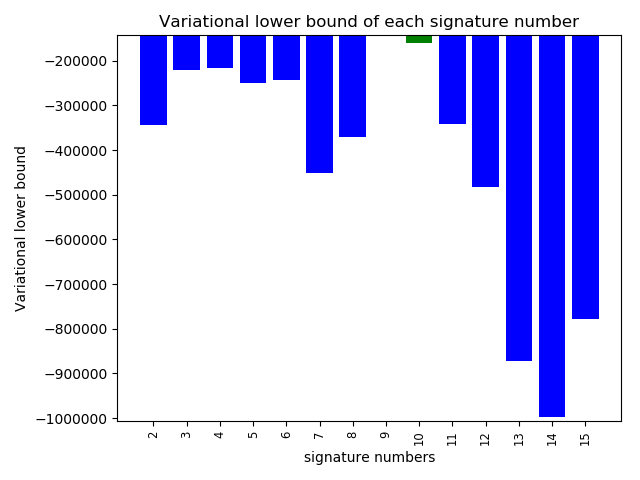 Variational lower bound of each signature number
−200000
−300000
−400000
−500000
−600000
−700000
−800000
−900000
−1000000
Variational lower bound
2 3 4 5 6 7 8 9 10 11 12 13 14 15
signature numbers